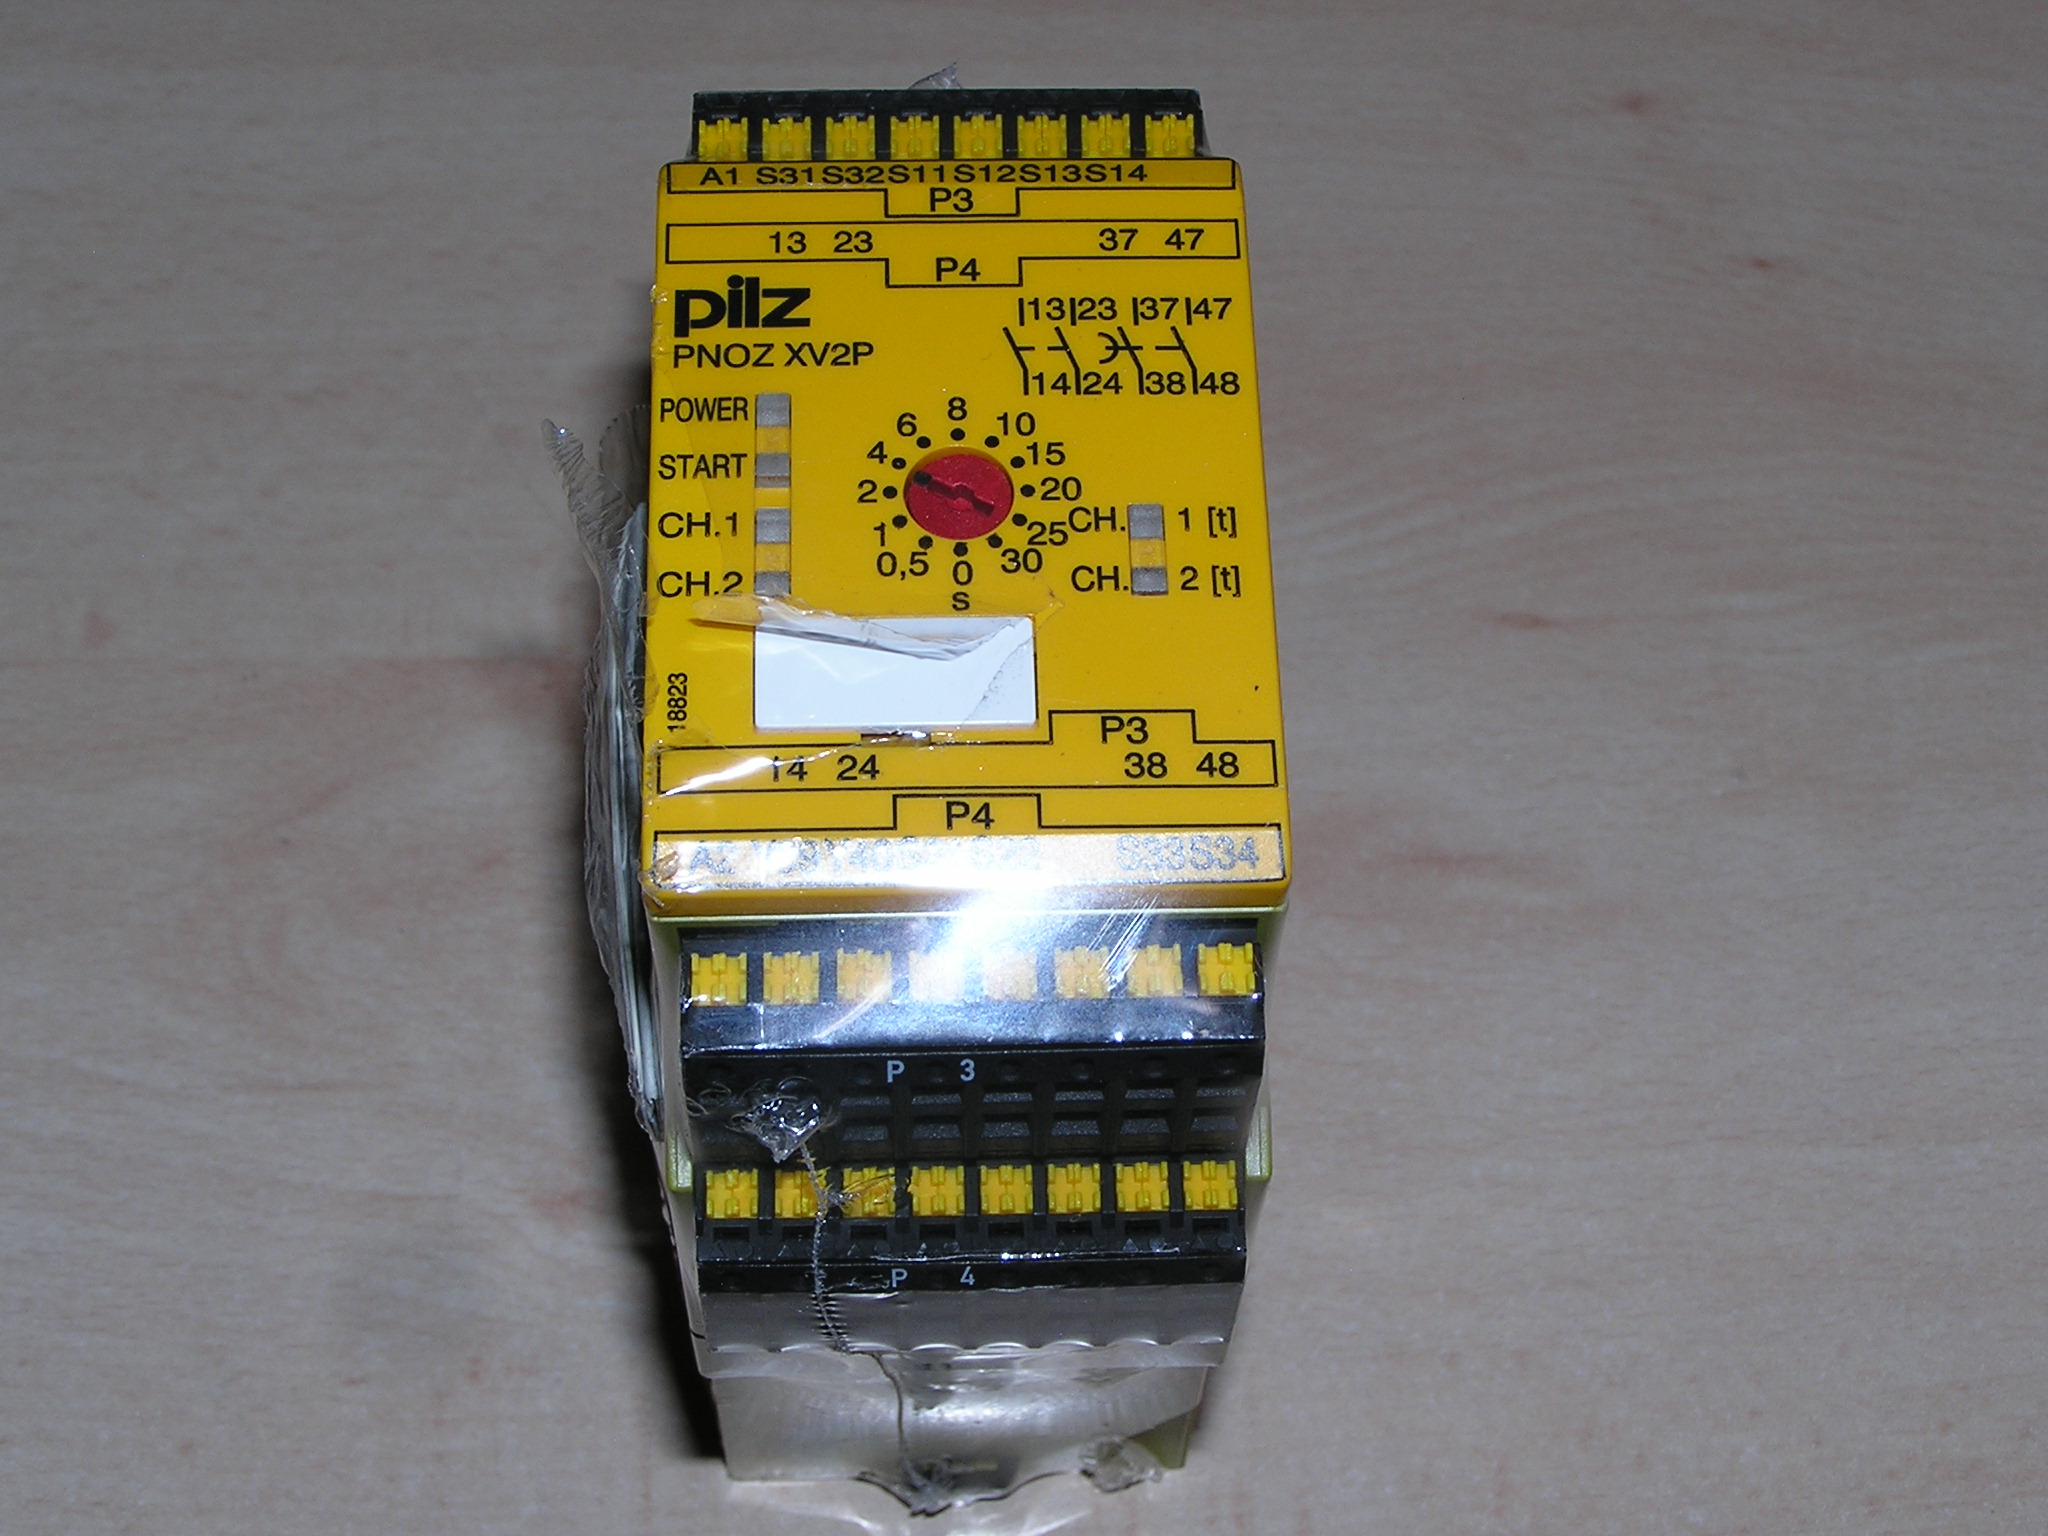 A1 S31 S32 S11 S12 S13 S14
P3
13 23 37 47
P4
pilz
PNOZ XV2P
13 23 37 47
14 24 38 48
POWER
START
CH.1
CH.2
8
6 10
4 15
2 20
1 25
0,5 30
0
s
CH. 1 [t]
CH. 2 [t]
18823
P3
14 24 38 48
P4
S33 S34
P 3
P 4